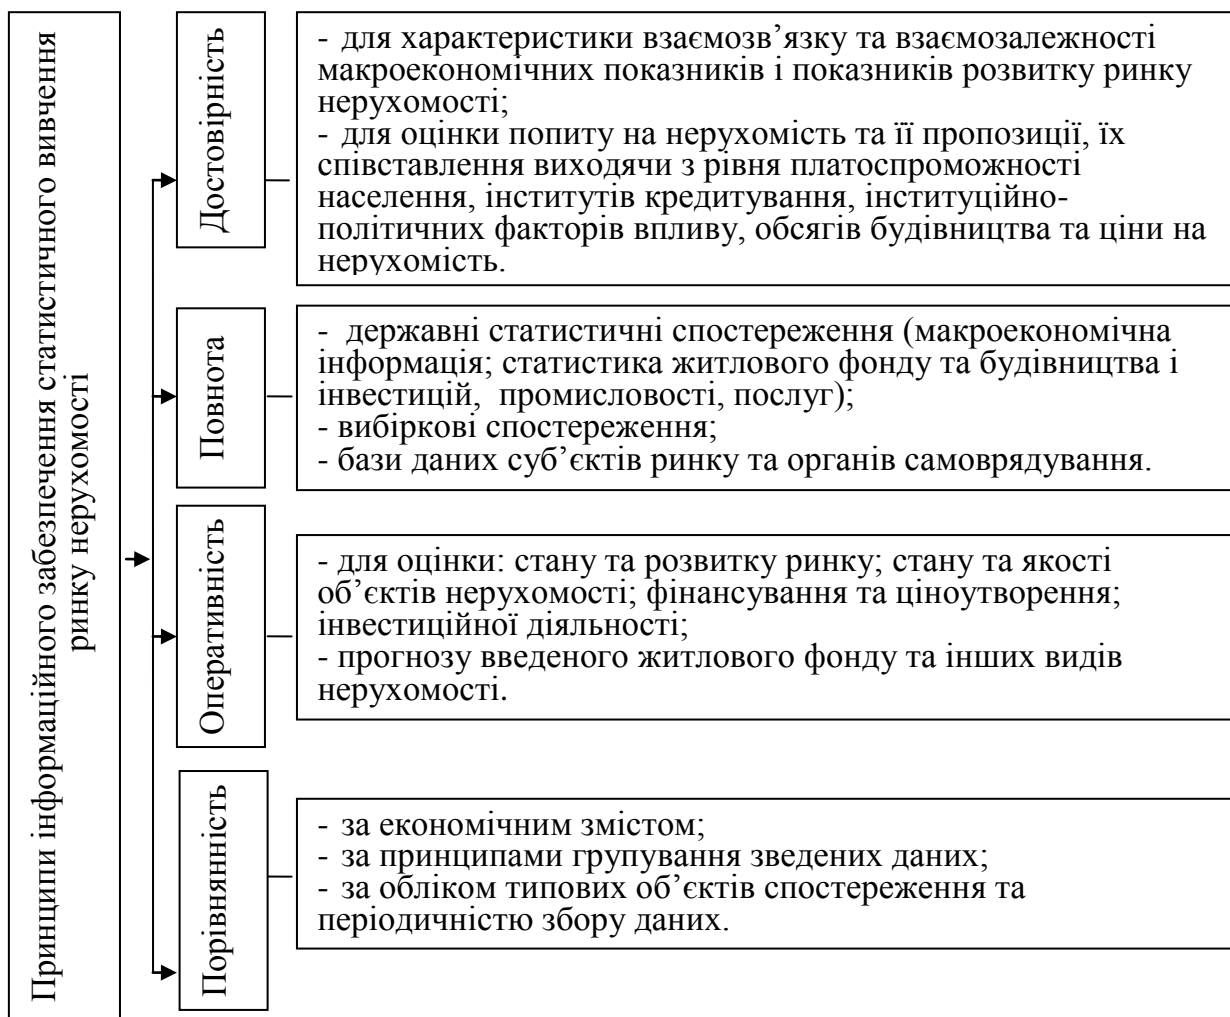 Принципи інформаційного забезпечення статистичного вивчення
ринку нерухомості
Достовірність
- для характеристики взаємозв’язку та взаємозалежності
макроекономічних показників і показників розвитку ринку
нерухомості;
- для оцінки попиту на нерухомість та її пропозиції, їх
співставлення виходячи з рівня платоспроможності
населення, інститутів кредитування, інституційно-
політичних факторів впливу, обсягів будівництва та ціни на
нерухомість.
Повнота
- державні статистичні спостереження (макроекономічна
інформація; статистика житлового фонду та будівництва і
інвестицій, промисловості, послуг);
- вибіркові спостереження;
- бази даних суб’єктів ринку та органів самоврядування.
Оперативність
- для оцінки: стану та розвитку ринку; стану та якості
об’єктів нерухомості; фінансування та ціноутворення;
інвестиційної діяльності;
- прогнозу введеного житлового фонду та інших видів
нерухомості.
Порівнянність
- за економічним змістом;
- за принципами групування зведених даних;
- за обліком типових об’єктів спостереження та
періодичністю збору даних.